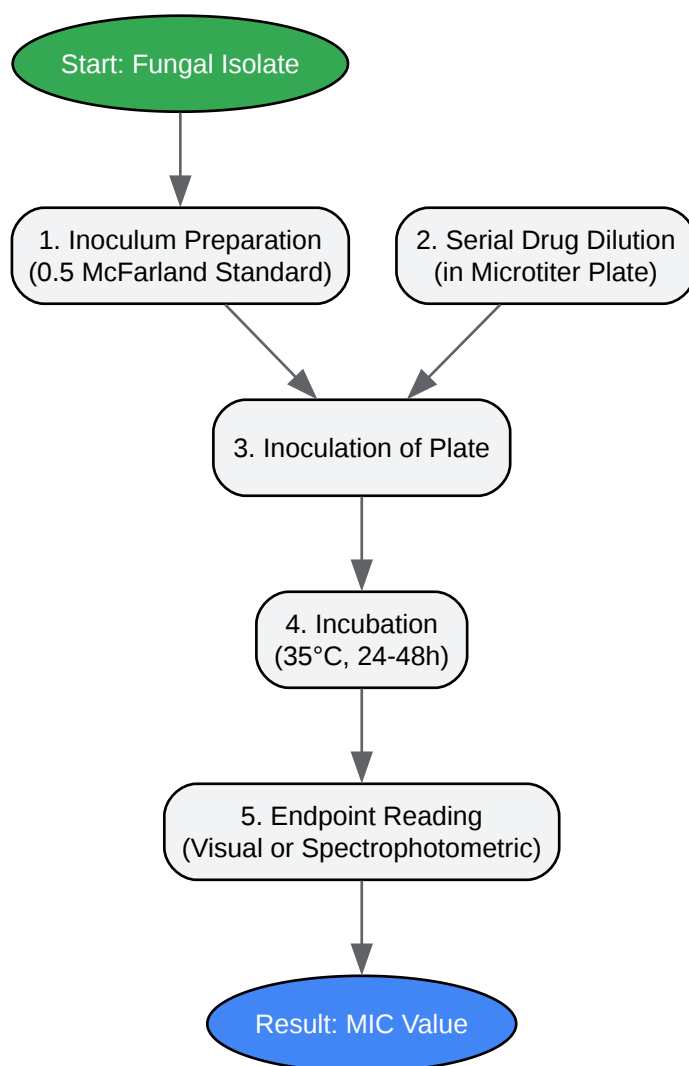 Start: Fungal Isolate
1. Inoculum Preparation
(0.5 McFarland Standard)
2. Serial Drug Dilution
(in Microtiter Plate)
3. Inoculation of Plate
4. Incubation
(35°C, 24-48h)
5. Endpoint Reading
(Visual or Spectrophotometric)
Result: MIC Value